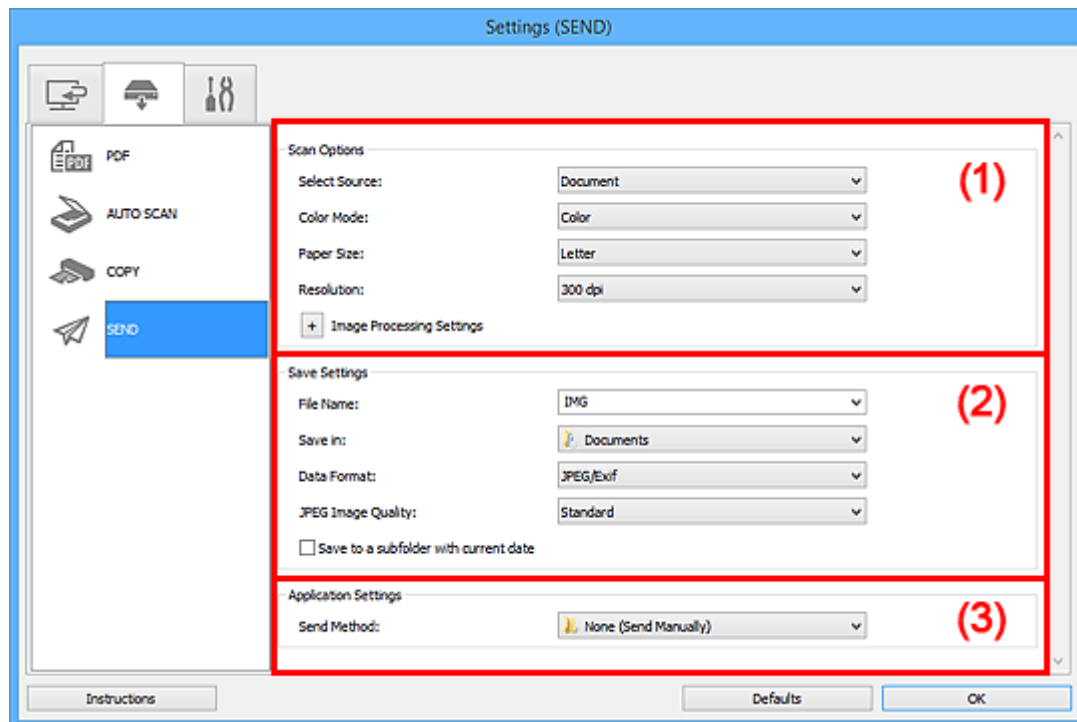 Settings (SEND)
PDF
PDF
AUTO SCAN
COPY
SEND
Scan Options
(1)
Select Source: Document
Color Mode: Color
Paper Size: Letter
Resolution: 300 dpi
+ Image Processing Settings
Save Settings
(2)
File Name: IMG
Save in: Documents
Data Format: JPEG/Exif
JPEG Image Quality: Standard
Save to a subfolder with current date
Application Settings
(3)
Send Method: None (Send Manually)
Instructions Defaults OK